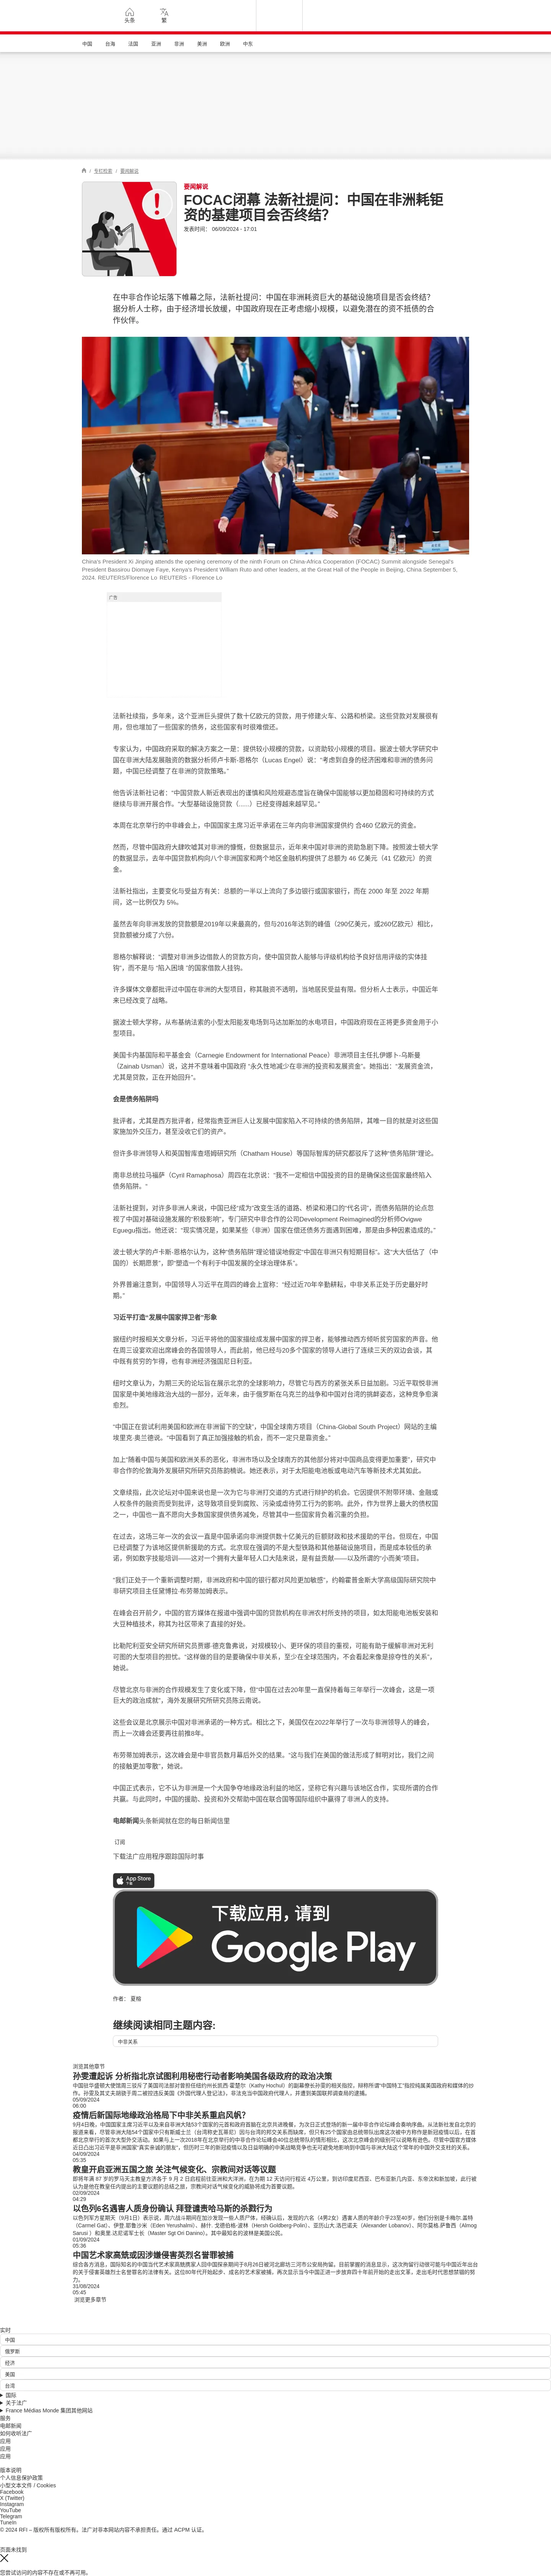 头条
繁
中国
台海
法国
亚洲
非洲
美洲
欧洲
中东
/ 专栏检索 / 要闻解说
要闻解说
FOCAC闭幕 法新社提问：中国在非洲耗钜
资的基建项目会否终结？
发表时间： 06/09/2024 - 17:01
在中非合作论坛落下帷幕之际，法新社提问：中国在非洲耗资巨大的基础设施项目是否会终结?
据分析人士称，由于经济增长放缓，中国政府现在正考虑缩小规模，以避免潜在的资不抵债的合
作伙伴。
China's President Xi Jinping attends the opening ceremony of the ninth Forum on China-Africa Cooperation (FOCAC) Summit alongside Senegal's
President Bassirou Diomaye Faye, Kenya's President William Ruto and other leaders, at the Great Hall of the People in Beijing, China September 5,
2024. REUTERS/Florence Lo REUTERS - Florence Lo
广告
法新社续指，多年来，这个亚洲巨头提供了数十亿欧元的贷款，用于修建火车、公路和桥梁。这些贷款对发展很有
用，但也增加了一些国家的债务，这些国家有时很难偿还。
专家认为，中国政府采取的解决方案之一是：提供较小规模的贷款，以资助较小规模的项目。据波士顿大学研究中
国在非洲大陆发展融资的数据分析师卢卡斯-恩格尔（Lucas Engel）说：“考虑到自身的经济困难和非洲的债务问
题，中国已经调整了在非洲的贷款策略。”
他告诉法新社记者：“中国贷款人新近表现出的谨慎和风险规避态度旨在确保中国能够以更加稳固和可持续的方式
继续与非洲开展合作。“大型基础设施贷款（......）已经变得越来越罕见。”
本周在北京举行的中非峰会上，中国国家主席习近平承诺在三年内向非洲国家提供约 合460 亿欧元的资金。
然而，尽管中国政府大肆吹嘘其对非洲的慷慨，但数据显示，近年来中国对非洲的资助急剧下降。按照波士顿大学
的数据显示，去年中国贷款机构向八个非洲国家和两个地区金融机构提供了总额为 46 亿美元（41 亿欧元）的资
金。
法新社指出，主要变化与受益方有关：总额的一半以上流向了多边银行或国家银行，而在 2000 年至 2022 年期
间，这一比例仅为 5%。
虽然去年向非洲发放的贷款额是2019年以来最高的，但与2016年达到的峰值（290亿美元，或260亿欧元）相比，
贷款额被分成了六份。
恩格尔解释说：“调整对非洲多边借款人的贷款方向，使中国贷款人能够与评级机构给予良好信用评级的实体挂
钩”，而不是与 “陷入困境 ”的国家借款人挂钩。
许多媒体文章都批评过中国在非洲的大型项目，称其融资不透明，当地居民受益有限。但分析人士表示，中国近年
来已经改变了战略。
据波士顿大学称，从布基纳法索的小型太阳能发电场到马达加斯加的水电项目，中国政府现在正将更多资金用于小
型项目。
美国卡内基国际和平基金会（Carnegie Endowment for International Peace）非洲项目主任扎伊娜卜-乌斯曼
（Zainab Usman）说，这并不意味着中国政府 “永久性地减少在非洲的投资和发展资金”。她指出：“发展资金流，
尤其是贷款，正在开始回升”。
会是债务陷阱吗
批评者，尤其是西方批评者，经常指责亚洲巨人让发展中国家陷入不可持续的债务陷阱，其唯一目的就是对这些国
家施加外交压力，甚至没收它们的资产。
但许多非洲领导人和英国智库查塔姆研究所（Chatham House）等国际智库的研究都驳斥了这种“债务陷阱”理论。
南非总统拉马福萨（Cyril Ramaphosa）周四在北京说：“我不一定相信中国投资的目的是确保这些国家最终陷入
债务陷阱。”
法新社提到，对许多非洲人来说，中国已经“成为”改变生活的道路、桥梁和港口的“代名词”，而债务陷阱的论点忽
视了中国对基础设施发展的“积极影响”，专门研究中非合作的公司Development Reimagined的分析师Ovigwe
Eguegu指出。他还说：“现实情况是，如果某些（非洲）国家在偿还债务方面遇到困难，那是由多种因素造成的。”
波士顿大学的卢卡斯-恩格尔认为，这种“债务陷阱”理论错误地假定“中国在非洲只有短期目标”。这“大大低估了（中
国的）长期愿景”，即“塑造一个有利于中国发展的全球治理体系”。
外界普遍注意到，中国领导人习近平在周四的峰会上宣称：“经过近70年辛勤耕耘，中非关系正处于历史最好时
期。”
习近平打造“发展中国家捍卫者”形象
据纽约时报相关文章分析，习近平将他的国家描绘成发展中国家的捍卫者，能够推动西方倾听贫穷国家的声音。他
在周三设宴欢迎出席峰会的各国领导人，而此前，他已经与20多个国家的领导人进行了连续三天的双边会谈，其
中既有贫穷的乍得，也有非洲经济强国尼日利亚。
纽时文章认为，为期三天的论坛旨在展示北京的全球影响力，尽管它与西方的紧张关系日益加剧。习近平取悦非洲
国家是中美地缘政治大战的一部分，近年来，由于俄罗斯在乌克兰的战争和中国对台湾的挑衅姿态，这种竞争愈演
愈烈。
“中国正在尝试利用美国和欧洲在非洲留下的空缺”，中国全球南方项目（China-Global South Project）网站的主编
埃里克·奥兰德说。“中国看到了真正加强接触的机会，而不一定只是靠资金。”
加上“随着中国与美国和欧洲关系的恶化，非洲市场以及全球南方的其他部分将对中国商品变得更加重要”，研究中
非合作的伦敦海外发展研究所研究员陈韵楠说。她还表示，对于太阳能电池板或电动汽车等新技术尤其如此。
文章续指，此次论坛对中国来说也是一次为它与非洲打交道的方式进行辩护的机会。它因提供不附带环境、金融或
人权条件的融资而受到批评，这导致项目受到腐败、污染或虐待劳工行为的影响。此外，作为世界上最大的债权国
之一，中国也一直不愿向大多数国家提供债务减免，尽管其中一些国家背负着沉重的负担。
在过去，这场三年一次的会议一直是中国承诺向非洲提供数十亿美元的巨额财政和技术援助的平台。但现在，中国
已经调整了为该地区提供新援助的方式。北京现在强调的不是大型铁路和其他基础设施项目，而是成本较低的承
诺，例如数字技能培训——这对一个拥有大量年轻人口大陆来说，是有益贡献——以及所谓的“小而美”项目。
“我们正处于一个重新调整时期，非洲政府和中国的银行都对风险更加敏感”，约翰霍普金斯大学高级国际研究院中
非研究项目主任黛博拉·布劳蒂加姆表示。
在峰会召开前夕，中国的官方媒体在报道中强调中国的贷款机构在非洲农村所支持的项目，如太阳能电池板安装和
大豆种植技术，称其为社区带来了直接的好处。
比勒陀利亚安全研究所研究员贾娜·德克鲁弗说，对规模较小、更环保的项目的重视，可能有助于缓解非洲对无利
可图的大型项目的担忧。“这样做的目的是要确保中非关系，至少在全球范围内，不会看起来像是掠夺性的关系”，
她说。
尽管北京与非洲的合作规模发生了变化或下降，但“中国在过去20年里一直保持着每三年举行一次峰会，这是一项
巨大的政治成就”，海外发展研究所研究员陈云南说。
这些会议是北京展示中国对非洲承诺的一种方式。相比之下，美国仅在2022年举行了一次与非洲领导人的峰会，
而上一次峰会还要再往前推8年。
布劳蒂加姆表示，这次峰会是中非官员数月幕后外交的结果。“这与我们在美国的做法形成了鲜明对比，我们之间
的接触更加零散”，她说。
中国正式表示，它不认为非洲是一个大国争夺地缘政治利益的地区，坚称它有兴趣与该地区合作，实现所谓的合作
共赢。与此同时，中国的援助、投资和外交帮助中国在联合国等国际组织中赢得了非洲人的支持。
电邮新闻头条新闻就在您的每日新闻信里
订阅
下载法广应用程序跟踪国际时事
App Store
下载
下载应用，请到
Google Play
作者： 夏榕
继续阅读相同主题内容:
中非关系
浏览其他章节
孙雯遭起诉 分析指北京试图利用秘密行动者影响美国各级政府的政治决策
中国驻华盛顿大使馆周三驳斥了美国司法部对曾担任纽约州长凯西·霍楚尔（Kathy Hochul）的副幕僚长孙雯的相关指控，辩称所谓“中国特工”指控纯属美国政府和媒体的炒
作。孙雯及其丈夫胡骁于周二被控违反美国《外国代理人登记法》，非法充当中国政府代理人，并遭到美国联邦调查局的逮捕。
05/09/2024
06:00
疫情后新国际地缘政治格局下中非关系重启风帆？
9月4日晚，中国国家主席习近平以及来自非洲大陆53个国家的元首和政府首脑在北京共进晚餐，为次日正式登场的新一届中非合作论坛峰会奏响序曲。从法新社发自北京的
报道来看，尽管非洲大陆54个国家中只有斯威士兰（台湾称史瓦蒂尼）因与台湾的邦交关系而缺席，但只有25个国家由总统带队出席这次被中方称作是新冠疫情以后，在首
都北京举行的首次大型外交活动。如果与上一次2018年在北京举行的中非合作论坛峰会40位总统带队的情形相比，这次北京峰会的级别可以说略有逊色。尽管中国官方媒体
近日凸出习近平是非洲国家“真实亲诚的朋友”，但历时三年的新冠疫情以及日益明确的中美战略竞争也无可避免地影响到中国与非洲大陆这个常年的中国外交支柱的关系。
04/09/2024
05:35
教皇开启亚洲五国之旅 关注气候变化、宗教间对话等议题
即将年满 87 岁的罗马天主教皇方济各于 9 月 2 日启程前往亚洲和大洋洲，在为期 12 天访问行程近 4万公里，到访印度尼西亚、巴布亚新几内亚、东帝汶和新加坡，此行被
认为是他在教皇任内提出的主要议题的总结之旅，宗教间对话气候变化的威胁将成为首要议题。
02/09/2024
04:29
以色列6名遇害人质身份确认 拜登谴责哈马斯的杀戮行为
以色列军方星期天（9月1日）表示说，周六战斗期间在加沙发现一些人质尸体。经确认，发现的六名（4男2女）遇害人质的年龄介乎23至40岁，他们分别是卡梅尔·盖特
（Carmel Gat）、伊登·耶鲁沙米（Eden Yerushalmi）、赫什·戈德伯格-波林（Hersh Goldberg-Polin）、亚历山大·洛巴诺夫（Alexander Lobanov）、阿尔莫格·萨鲁西（Almog
Sarusi ）和奥里·达尼诺军士长（Master Sgt Ori Danino）。其中最知名的波林是美国公民。
01/09/2024
05:36
中国艺术家高兟或因涉嫌侵害英烈名誉罪被捕
综合各方消息，国际知名的中国当代艺术家高兟携家人回中国探亲期间于8月26日被河北廊坊三河市公安局拘留。目前掌握的消息显示，这次拘留行动很可能与中国近年出台
的关于侵害英雄烈士名誉罪名的法律有关。这位80年代开始起步、成名的艺术家被捕，再次显示当今中国正进一步放弃四十年前开始的走出文革，走出毛时代思想禁锢的努
力。
31/08/2024
05:45
浏览更多章节
实时
中国
俄罗斯
经济
美国
台湾
国际
关于法广
France Médias Monde 集团其他网站
服务
电邮新闻
如何收听法广
应用
应用
应用
版本说明
个人信息保护政策
小型文本文件 / Cookies
Facebook
X (Twitter)
Instagram
YouTube
Telegram
TuneIn
© 2024 RFI – 版权所有版权所有。法广对非本网站内容不承担责任。通过 ACPM 认证。
页面未找到
您尝试访问的内容不存在或不再可用。